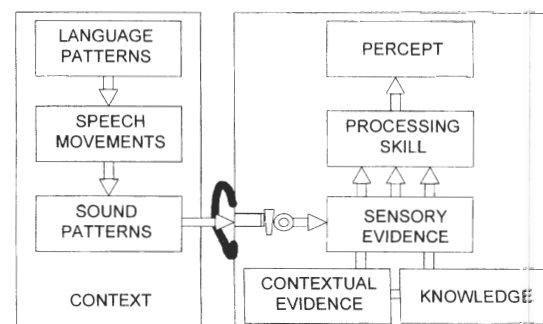 LANGUAGE
PATTERNS
SPEECH
MOVEMENTS
SOUND
PATTERNS
CONTEXT
PERCEPT
PROCESSING
SKILL
SENSORY
EVIDENCE
CONTEXTUAL
EVIDENCE
KNOWLEDGE